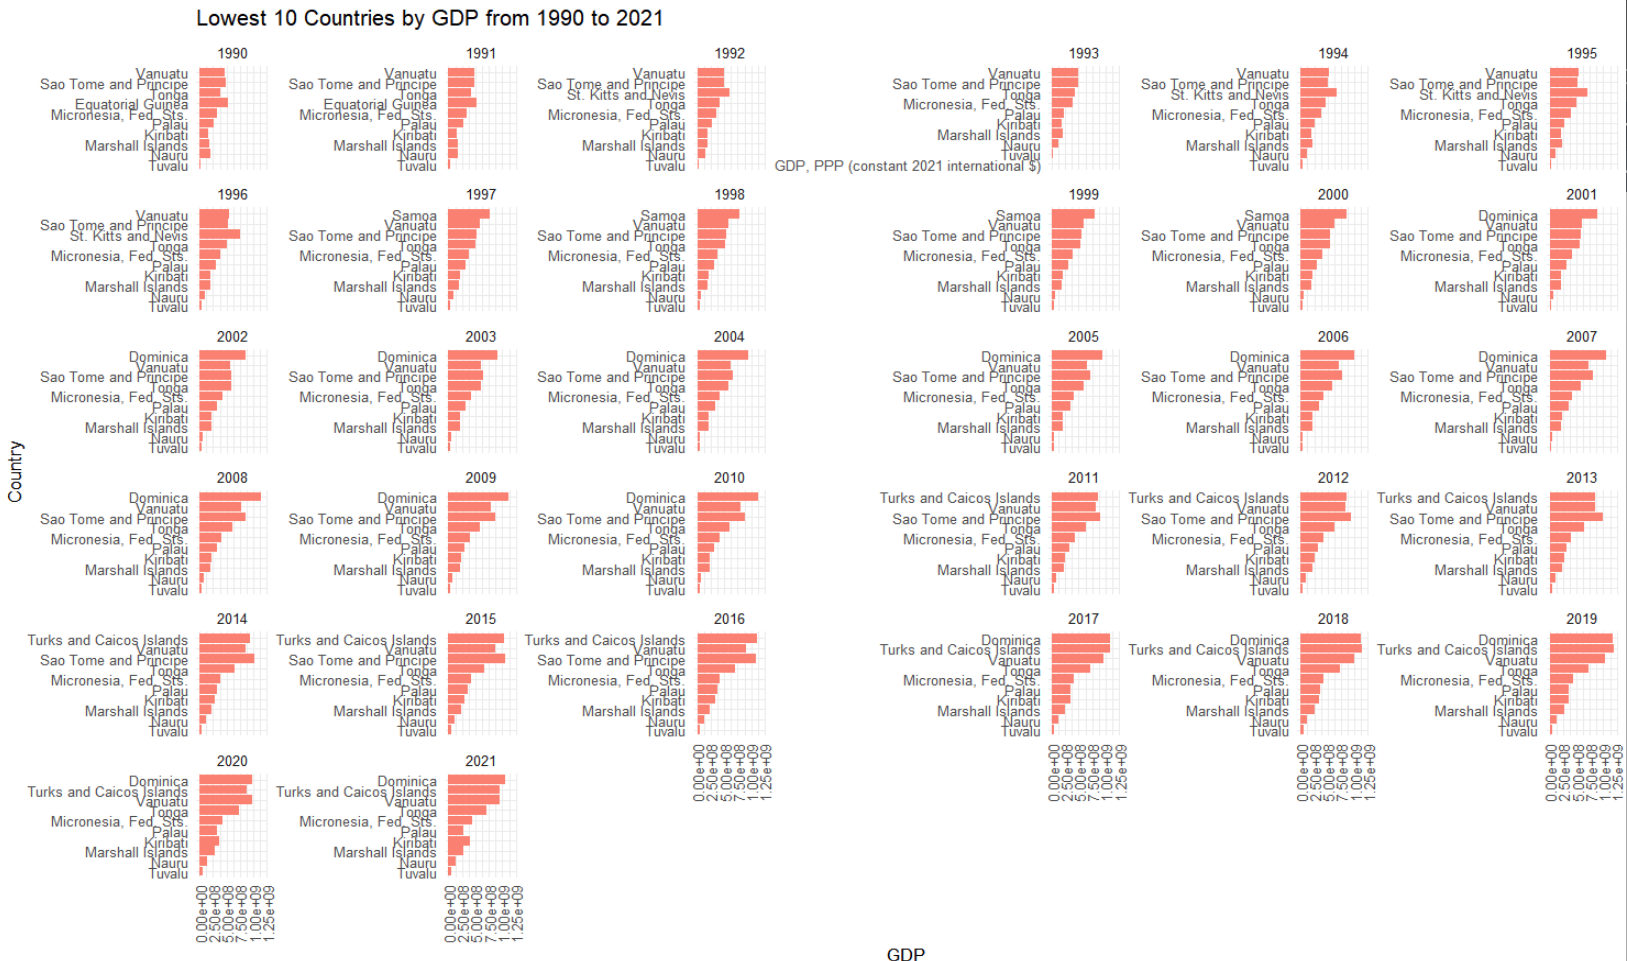 Lowest 10 Countries by GDP from 1990 to 2021
Country
1990
Vanuatu
Sao Tome and Principe
Tonga
Equatorial Guinea
Micronesia, Fed. Sts.
Palau
Kiribati
Marshall Islands
Nauru
Tuvalu
1991
Vanuatu
Sao Tome and Principe
Tonga
Equatorial Guinea
Micronesia, Fed. Sts.
Palau
Kiribati
Marshall Islands
Nauru
Tuvalu
1992
Vanuatu
Sao Tome and Principe
St. Kitts and Nevis
Tonga
Micronesia, Fed. Sts.
Palau
Kiribati
Marshall Islands
Nauru
Tuvalu
1993
Vanuatu
Sao Tome and Principe
Tonga
Micronesia, Fed. Sts.
Palau
Kiribati
Marshall Islands
Nauru
Tuvalu
GDP, PPP (constant 2021 international $)
1994
Vanuatu
Sao Tome and Principe
St. Kitts and Nevis
Tonga
Micronesia, Fed. Sts.
Palau
Kiribati
Marshall Islands
Nauru
Tuvalu
1995
Vanuatu
Sao Tome and Principe
St. Kitts and Nevis
Tonga
Micronesia, Fed. Sts.
Palau
Kiribati
Marshall Islands
Nauru
Tuvalu
1996
Vanuatu
Sao Tome and Principe
St. Kitts and Nevis
Tonga
Micronesia, Fed. Sts.
Palau
Kiribati
Marshall Islands
Nauru
Tuvalu
1997
Samoa
Vanuatu
Sao Tome and Principe
Tonga
Micronesia, Fed. Sts.
Palau
Kiribati
Marshall Islands
Nauru
Tuvalu
1998
Samoa
Vanuatu
Sao Tome and Principe
Tonga
Micronesia, Fed. Sts.
Palau
Kiribati
Marshall Islands
Nauru
Tuvalu
1999
Samoa
Vanuatu
Sao Tome and Principe
Tonga
Micronesia, Fed. Sts.
Palau
Kiribati
Marshall Islands
Nauru
Tuvalu
2000
Samoa
Vanuatu
Sao Tome and Principe
Tonga
Micronesia, Fed. Sts.
Palau
Kiribati
Marshall Islands
Nauru
Tuvalu
2001
Dominica
Vanuatu
Sao Tome and Principe
Tonga
Micronesia, Fed. Sts.
Palau
Kiribati
Marshall Islands
Nauru
Tuvalu
2002
Dominica
Vanuatu
Sao Tome and Principe
Tonga
Micronesia, Fed. Sts.
Palau
Kiribati
Marshall Islands
Nauru
Tuvalu
2003
Dominica
Vanuatu
Sao Tome and Principe
Tonga
Micronesia, Fed. Sts.
Palau
Kiribati
Marshall Islands
Nauru
Tuvalu
2004
Dominica
Vanuatu
Sao Tome and Principe
Tonga
Micronesia, Fed. Sts.
Palau
Kiribati
Marshall Islands
Nauru
Tuvalu
2005
Dominica
Vanuatu
Sao Tome and Principe
Tonga
Micronesia, Fed. Sts.
Palau
Kiribati
Marshall Islands
Nauru
Tuvalu
2006
Dominica
Vanuatu
Sao Tome and Principe
Tonga
Micronesia, Fed. Sts.
Palau
Kiribati
Marshall Islands
Nauru
Tuvalu
2007
Dominica
Vanuatu
Sao Tome and Principe
Tonga
Micronesia, Fed. Sts.
Palau
Kiribati
Marshall Islands
Nauru
Tuvalu
2008
Dominica
Vanuatu
Sao Tome and Principe
Tonga
Micronesia, Fed. Sts.
Palau
Kiribati
Marshall Islands
Nauru
Tuvalu
2009
Dominica
Vanuatu
Sao Tome and Principe
Tonga
Micronesia, Fed. Sts.
Palau
Kiribati
Marshall Islands
Nauru
Tuvalu
2010
Dominica
Vanuatu
Sao Tome and Principe
Tonga
Micronesia, Fed. Sts.
Palau
Kiribati
Marshall Islands
Nauru
Tuvalu
2011
Turks and Caicos Islands
Vanuatu
Sao Tome and Principe
Tonga
Micronesia, Fed. Sts.
Palau
Kiribati
Marshall Islands
Nauru
Tuvalu
2012
Turks and Caicos Islands
Vanuatu
Sao Tome and Principe
Tonga
Micronesia, Fed. Sts.
Palau
Kiribati
Marshall Islands
Nauru
Tuvalu
2013
Turks and Caicos Islands
Vanuatu
Sao Tome and Principe
Tonga
Micronesia, Fed. Sts.
Palau
Kiribati
Marshall Islands
Nauru
Tuvalu
2014
Turks and Caicos Islands
Vanuatu
Sao Tome and Principe
Tonga
Micronesia, Fed. Sts.
Palau
Kiribati
Marshall Islands
Nauru
Tuvalu
2015
Turks and Caicos Islands
Vanuatu
Sao Tome and Principe
Tonga
Micronesia, Fed. Sts.
Palau
Kiribati
Marshall Islands
Nauru
Tuvalu
2016
Turks and Caicos Islands
Vanuatu
Sao Tome and Principe
Tonga
Micronesia, Fed. Sts.
Palau
Kiribati
Marshall Islands
Nauru
Tuvalu
0.00e+00
2.50e+08
5.00e+08
7.50e+08
1.00e+09
1.25e+09
2017
Dominica
Turks and Caicos Islands
Vanuatu
Tonga
Micronesia, Fed. Sts.
Palau
Kiribati
Marshall Islands
Nauru
Tuvalu
0.00e+00
2.50e+08
5.00e+08
7.50e+08
1.00e+09
1.25e+09
2018
Dominica
Turks and Caicos Islands
Vanuatu
Tonga
Micronesia, Fed. Sts.
Palau
Kiribati
Marshall Islands
Nauru
Tuvalu
0.00e+00
2.50e+08
5.00e+08
7.50e+08
1.00e+09
1.25e+09
2019
Dominica
Turks and Caicos Islands
Vanuatu
Tonga
Micronesia, Fed. Sts.
Palau
Kiribati
Marshall Islands
Nauru
Tuvalu
0.00e+00
2.50e+08
5.00e+08
7.50e+08
1.00e+09
1.25e+09
2020
Dominica
Turks and Caicos Islands
Vanuatu
Tonga
Micronesia, Fed. Sts.
Palau
Kiribati
Marshall Islands
Nauru
Tuvalu
0.00e+00
2.50e+08
5.00e+08
7.50e+08
1.00e+09
1.25e+09
2021
Dominica
Turks and Caicos Islands
Vanuatu
Tonga
Micronesia, Fed. Sts.
Palau
Kiribati
Marshall Islands
Nauru
Tuvalu
0.00e+00
2.50e+08
5.00e+08
7.50e+08
1.00e+09
1.25e+09
GDP